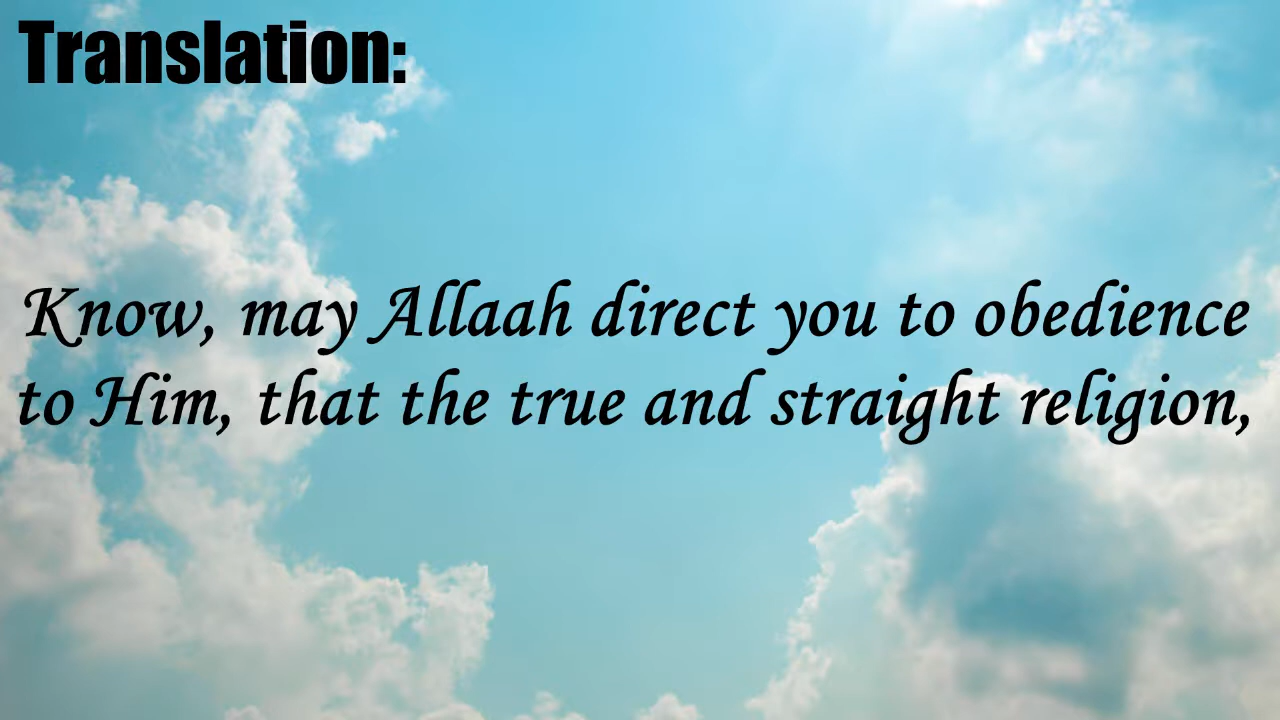 Translation:
Know, may Allaah direct you to obedience
to Him, that the true and straight religion,